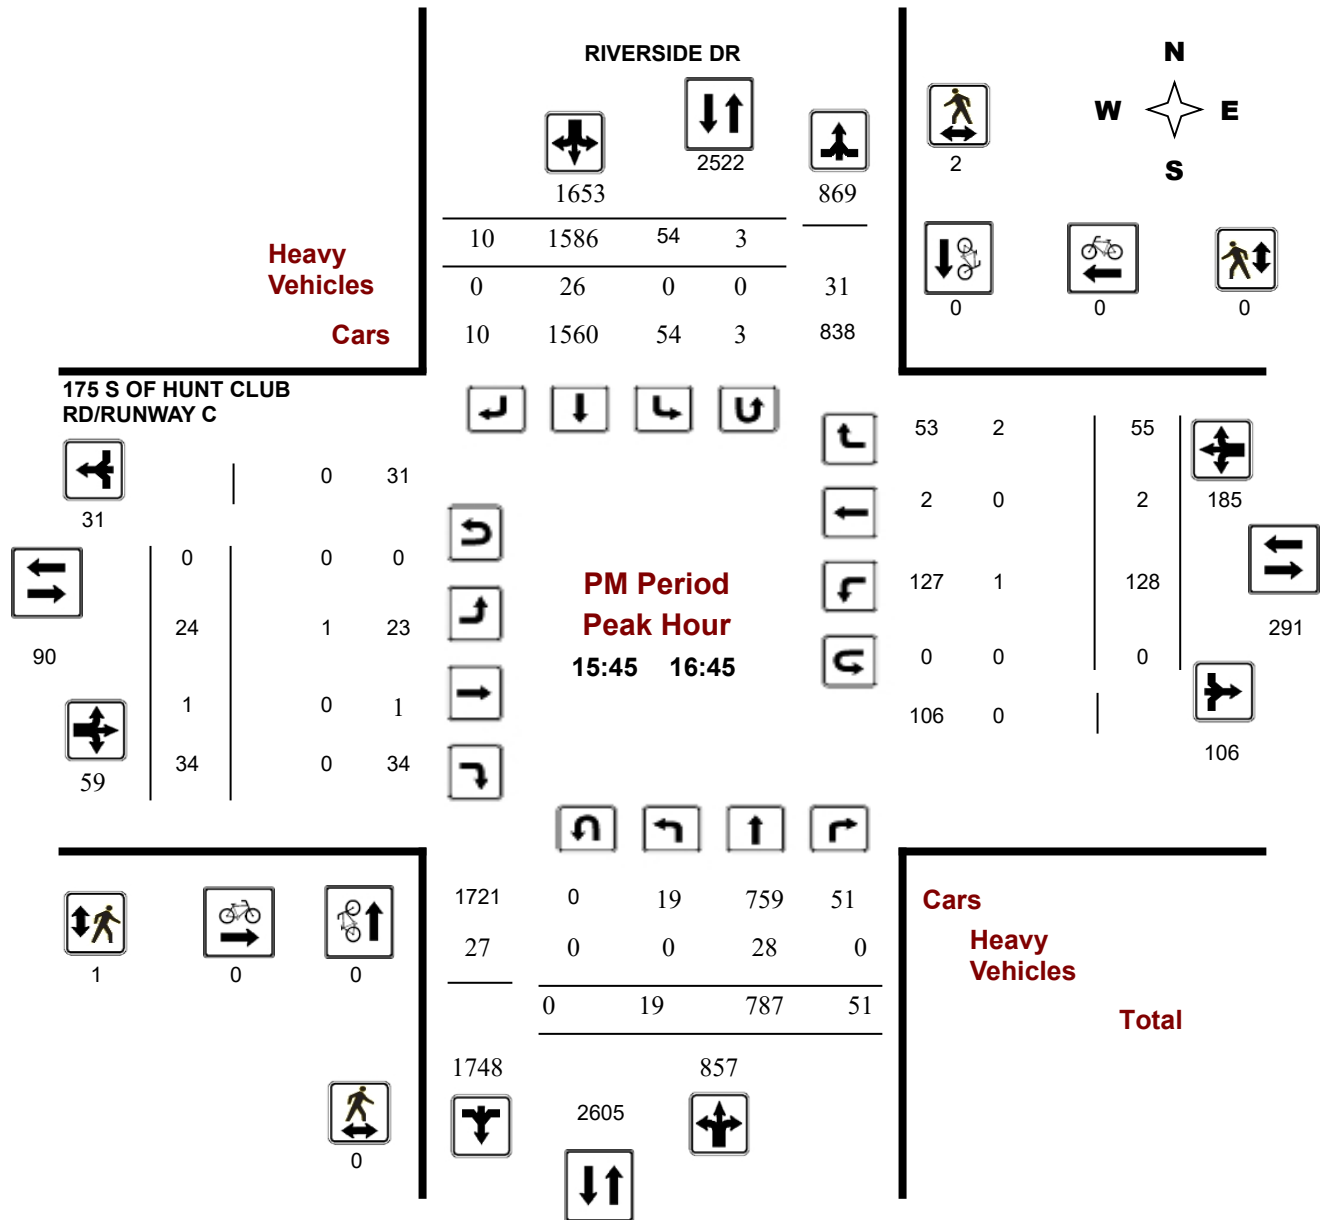 RIVERSIDE DR
N
W E
S
2522
2
1653
869
10 1586 54 3
Heavy
Vehicles
0 26 0 0 31
0 0 0
Cars
10 1560 54 3 838
175 S OF HUNT CLUB
RD/RUNWAY C
53 2 55
0 31
31
2 0 2 185
0 0 0
PM Period
127 1 128
Peak Hour
24 1 23
291
90
15:45 16:45
0 0 0
1 0 1
106 0
106
34 0 34
59
1721 0 19 759 51
Cars
27 0 0 28 0
Heavy
Vehicles
1 0 0
0 19 787 51
Total
1748 857
2605
0